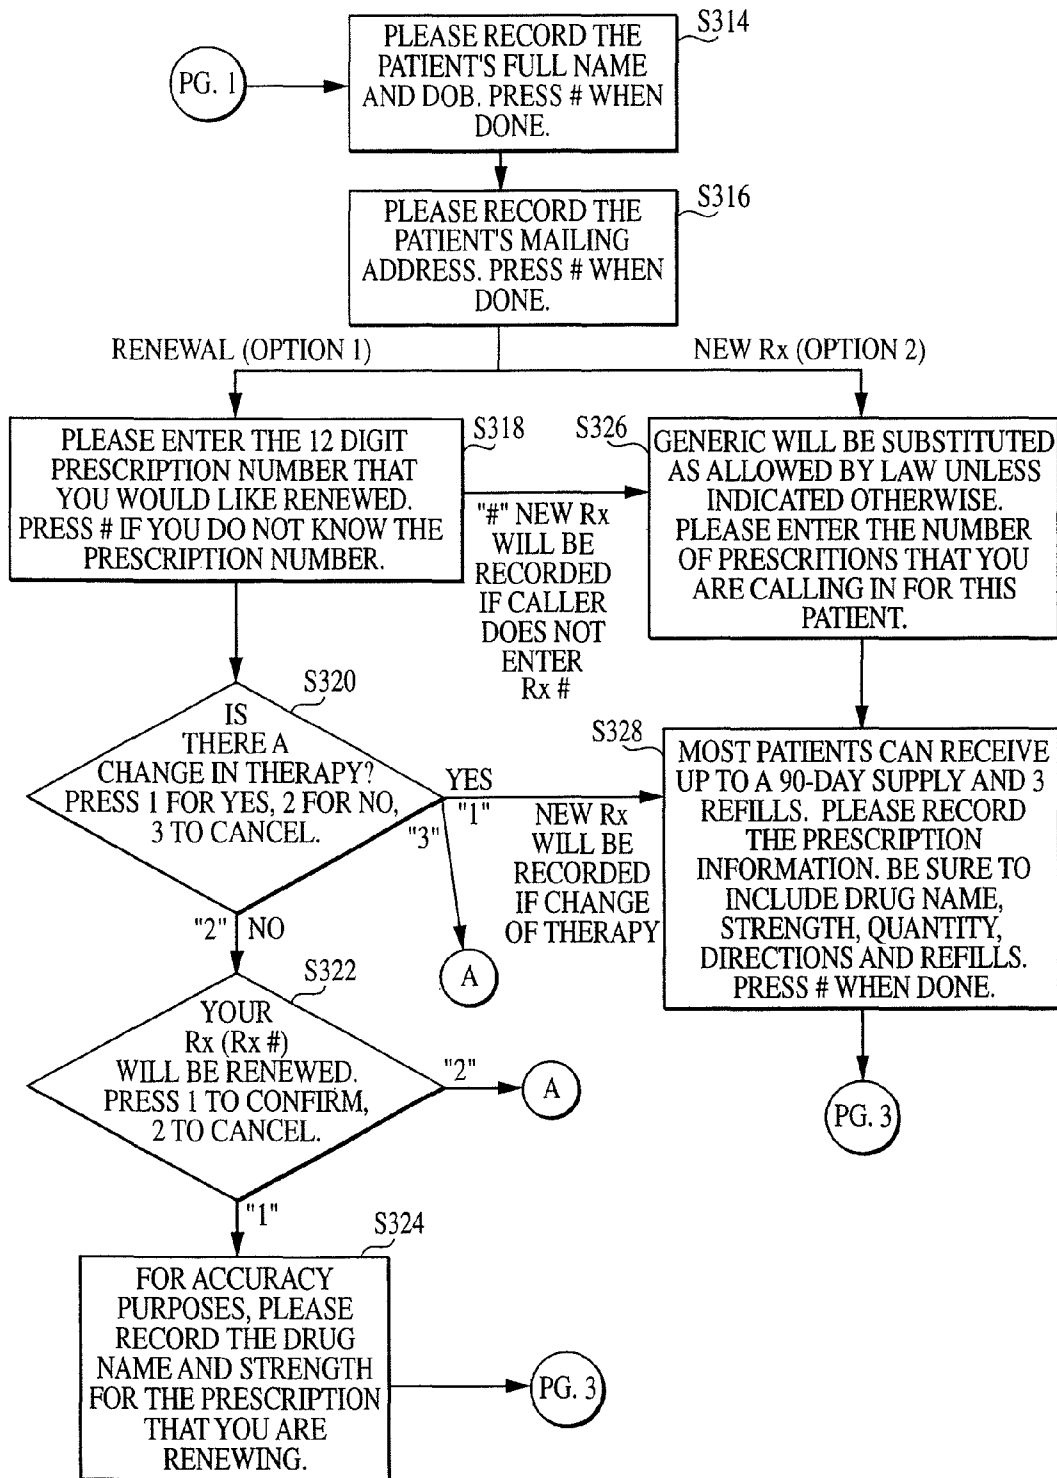 S314
PLEASE RECORD THE
PATIENT'S FULL NAME
AND DOB. PRESS # WHEN
DONE.
PG. 1
S316
PLEASE RECORD THE
PATIENT'S MAILING
ADDRESS. PRESS # WHEN
DONE.
RENEWAL (OPTION 1)
NEW Rx (OPTION 2)
S318
PLEASE ENTER THE 12 DIGIT
PRESCRIPTION NUMBER THAT
YOU WOULD LIKE RENEWED.
PRESS # IF YOU DO NOT KNOW THE
PRESCRIPTION NUMBER.
"#" NEW Rx
WILL BE
RECORDED
IF CALLER
DOES NOT
ENTER
Rx #
S326
GENERIC WILL BE SUBSTITUTED
AS ALLOWED BY LAW UNLESS
INDICATED OTHERWISE.
PLEASE ENTER THE NUMBER
OF PRESCRITIONS THAT YOU
ARE CALLING IN FOR THIS
PATIENT.
S320
IS
THERE A
CHANGE IN THERAPY?
PRESS 1 FOR YES, 2 FOR NO,
3 TO CANCEL.
YES
"1"
"3"
NEW Rx
WILL BE
RECORDED
IF CHANGE
OF THERAPY
A
"2"
NO
S328
MOST PATIENTS CAN RECEIVE
UP TO A 90-DAY SUPPLY AND 3
REFILLS. PLEASE RECORD
THE PRESCRIPTION
INFORMATION. BE SURE TO
INCLUDE DRUG NAME,
STRENGTH, QUANTITY,
DIRECTIONS AND REFILLS.
PRESS # WHEN DONE.
PG. 3
S322
YOUR
Rx (Rx #)
WILL BE RENEWED.
PRESS 1 TO CONFIRM,
2 TO CANCEL.
"2"
A
"1"
S324
FOR ACCURACY
PURPOSES, PLEASE
RECORD THE DRUG
NAME AND STRENGTH
FOR THE PRESCRIPTION
THAT YOU ARE
RENEWING.
PG. 3